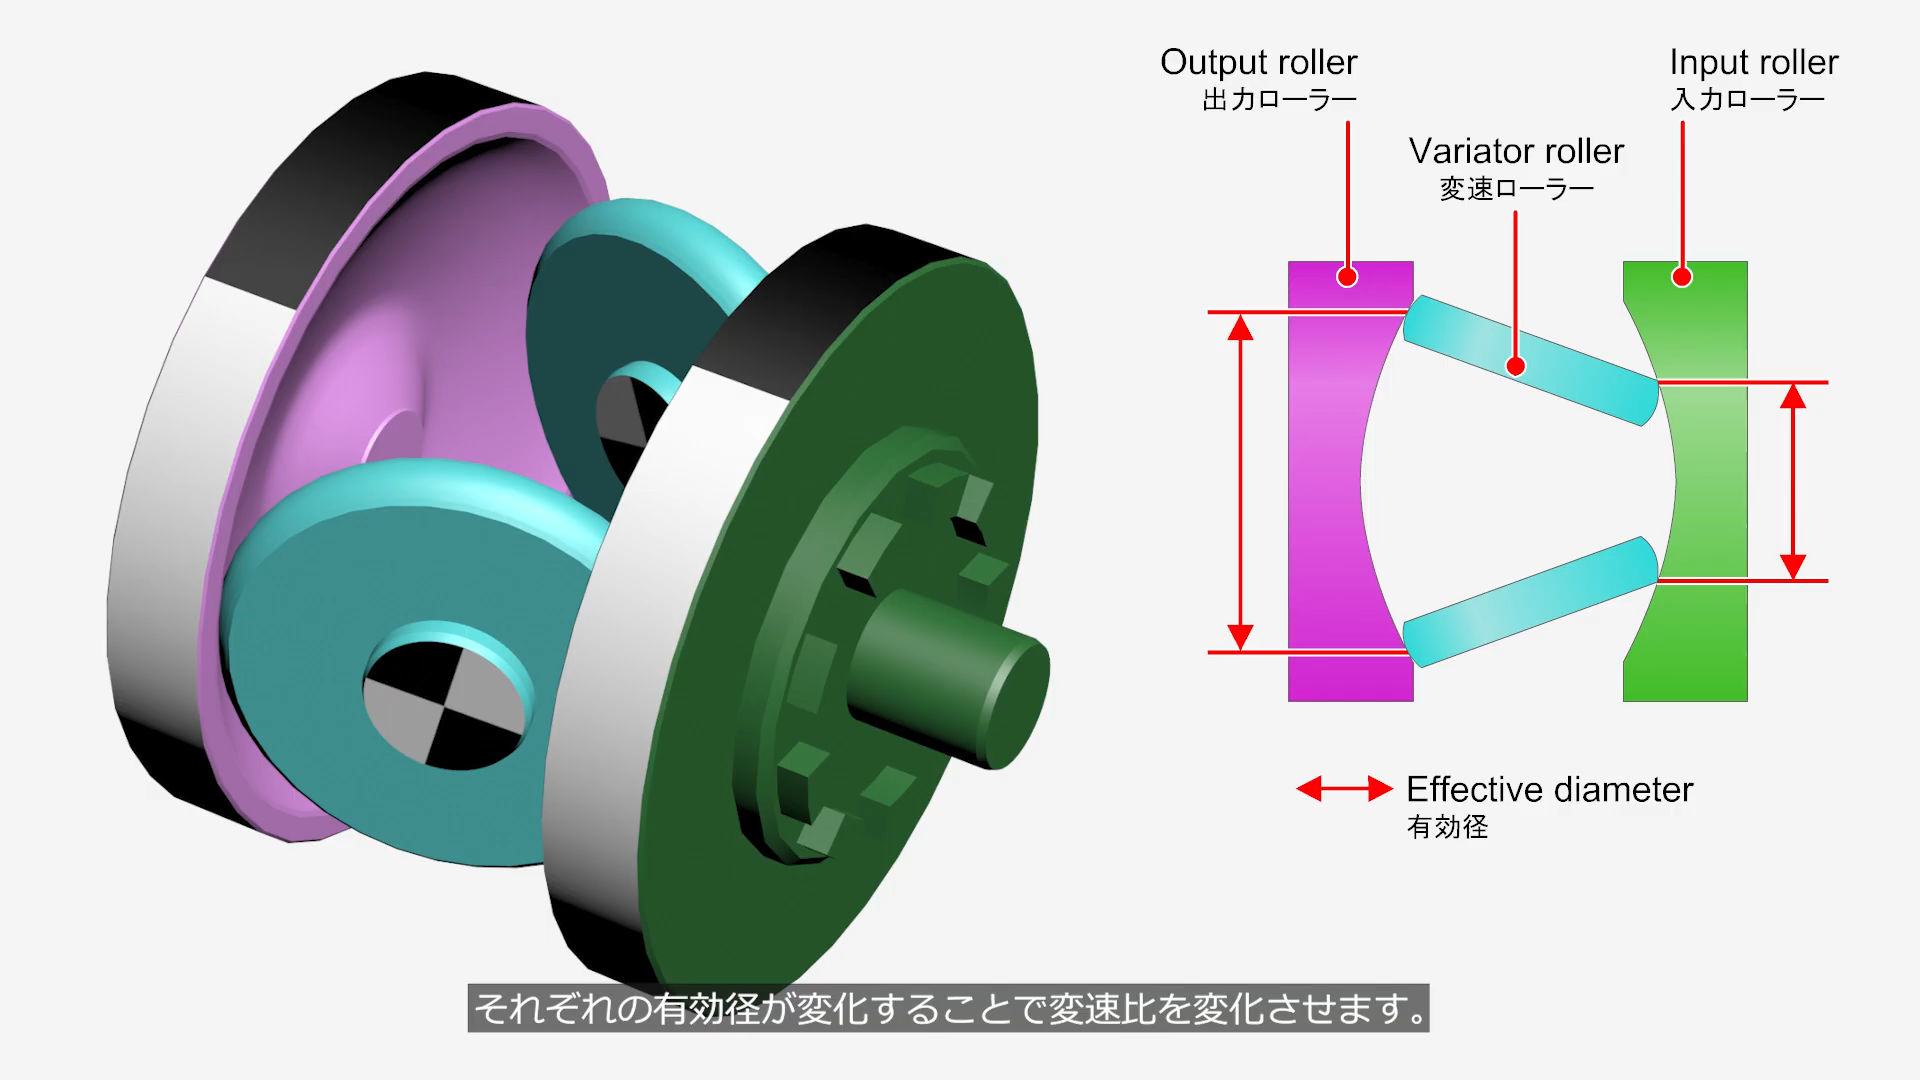 Output roller
出力ローラー
Input roller
入力ローラー
Variator roller
変速ローラー
Effective diameter
有効径
それぞれの有効径が変化することで変速比を変化させます。